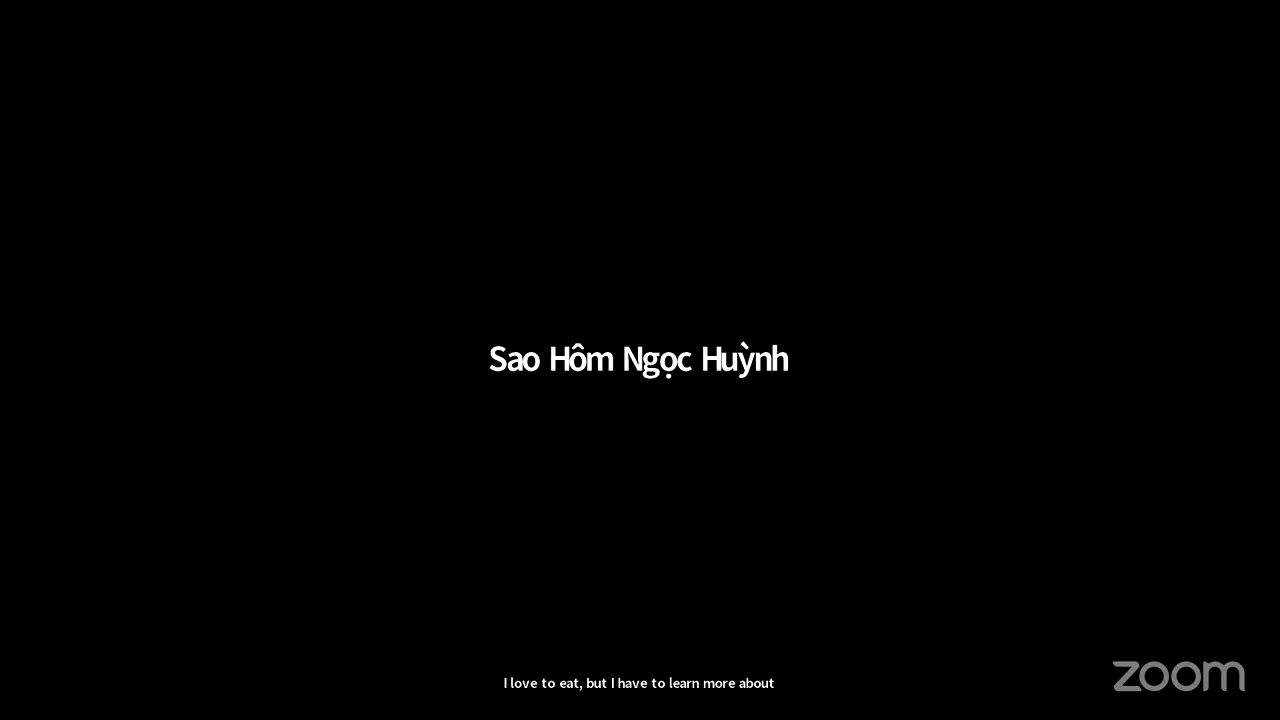 Sao Hôm Ngọc Huỳnh
I love to eat, but I have to learn more about
zoom